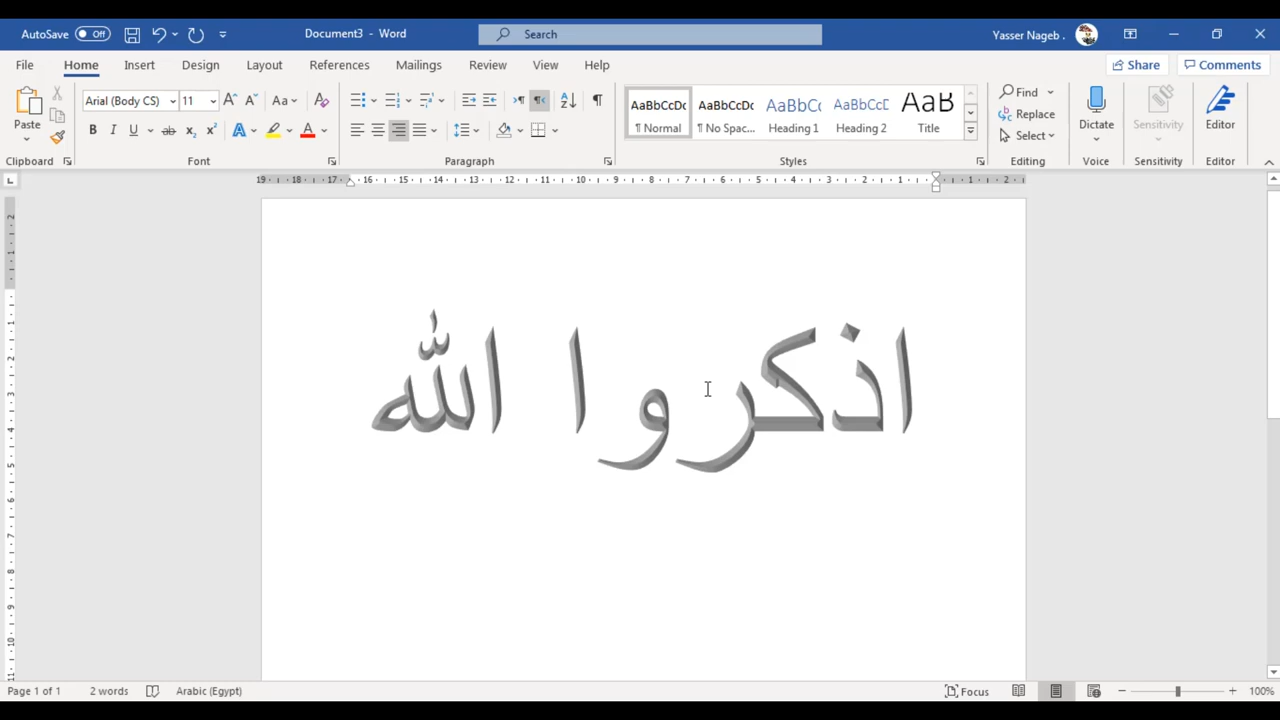 AutoSave Off Document3 - Word Search Yasser Nageb .
File Home Insert Design Layout References Mailings Review View Help Share Comments
Paste Arial (Body CS) 11 Aa AaBbCcDc ¶ Normal AaBbCcDc ¶ No Spac... AaBbCc Heading 1 AaBbCcD Heading 2 AaB Title Find Replace Select Dictate Sensitivity Editor
Clipboard Font Paragraph Styles Editing Voice Sensitivity Editor
19 18 17 16 15 14 13 12 11 10 9 8 7 6 5 4 3 2 1 1 2
اذكروا الله
Page 1 of 1 2 words Arabic (Egypt) Focus 100%